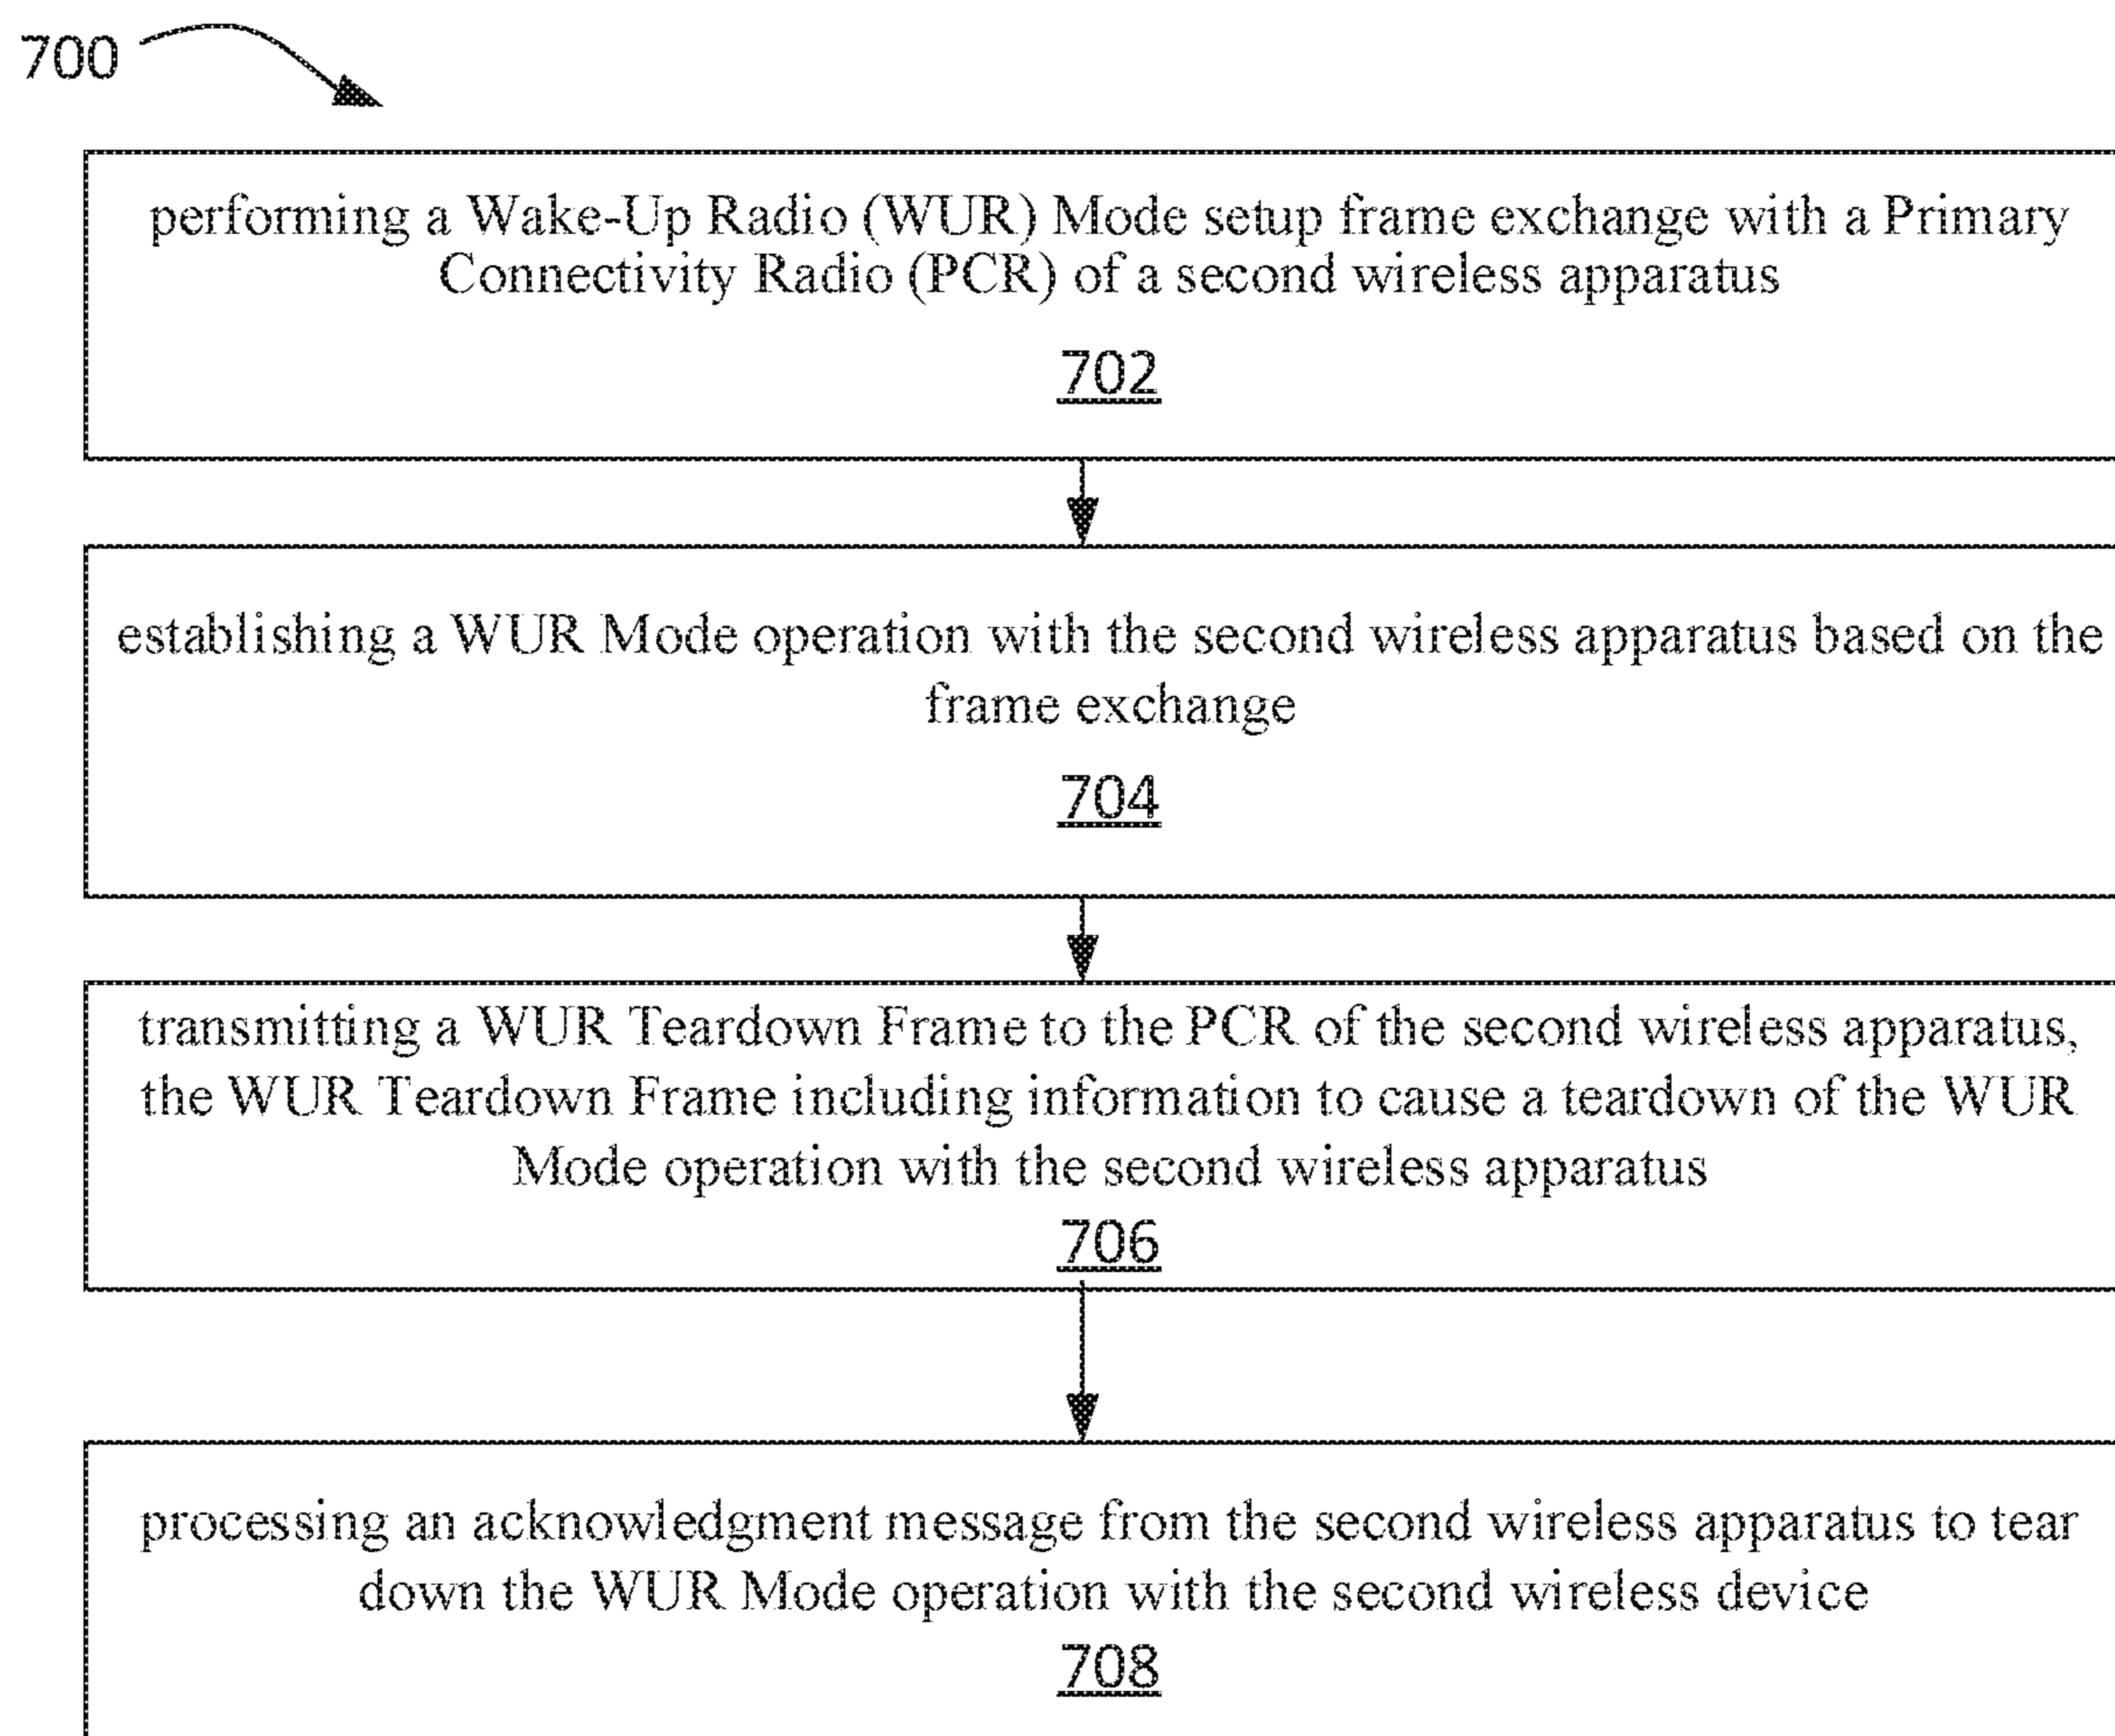 700
performing a Wake-Up Radio (WUR) Mode setup frame exchange with a Primary
Connectivity Radio (PCR) of a second wireless apparatus
702
establishing a WUR Mode operation with the second wireless apparatus based on the
frame exchange
704
transmitting a WUR Teardown Frame to the PCR of the second wireless apparatus,
the WUR Teardown Frame including information to cause a teardown of the WUR
Mode operation with the second wireless apparatus
706
processing an acknowledgment message from the second wireless apparatus to tear
down the WUR Mode operation with the second wireless device
708